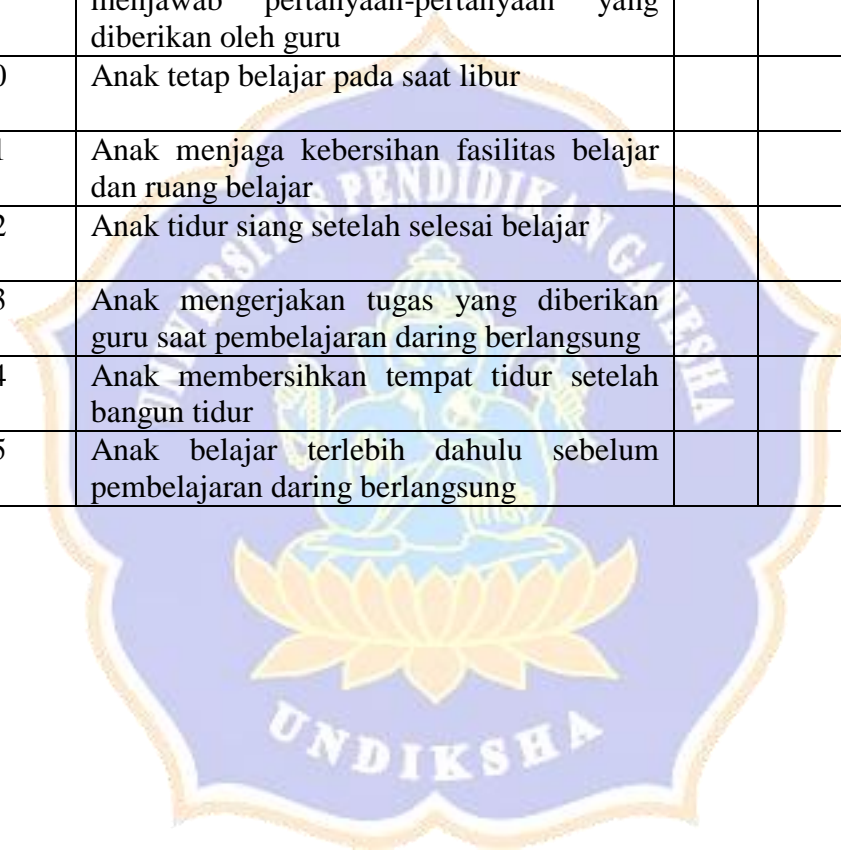 menjawab pertanyaan-pertanyaan yang
diberikan oleh guru
0 Anak tetap belajar pada saat libur
1 Anak menjaga kebersihan fasilitas belajar
dan ruang belajar
2 Anak tidur siang setelah selesai belajar
3 Anak mengerjakan tugas yang diberikan
guru saat pembelajaran daring berlangsung
4 Anak membersihkan tempat tidur setelah
bangun tidur
5 Anak belajar terlebih dahulu sebelum
pembelajaran daring berlangsung
UNIVERSITAS PENDIDIKAN GANESHA
UNDIKSHA